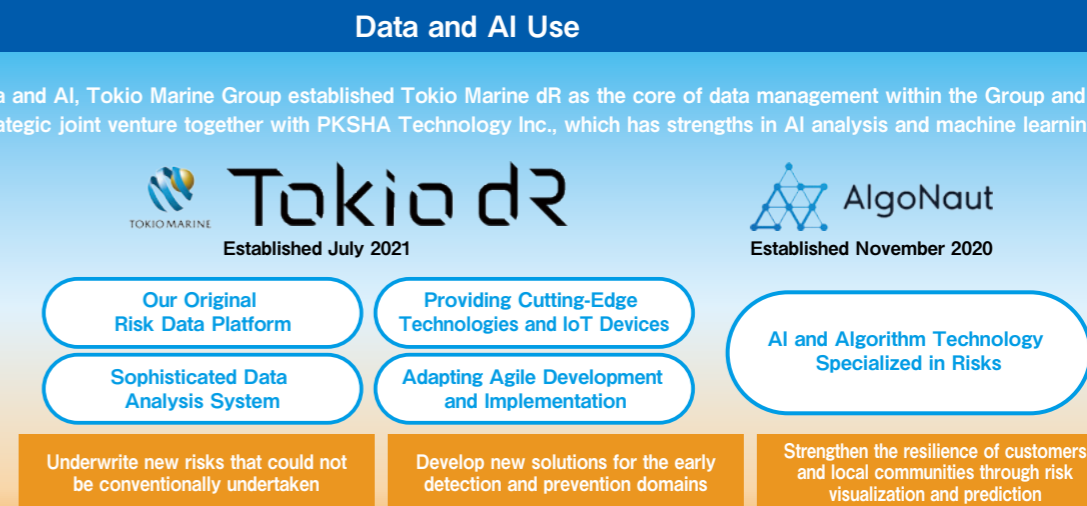 Data and AI Use
and AI, Tokio Marine Group established Tokio Marine dR as the core of data management within the Group and
joint venture together with PKSHA Technology Inc., which has strengths in AI analysis and machine
TOKIO MARINE
Tokio dR
AlgoNaut
Established July 2021
Established November 2020
Our Original
Risk Data Platform
Providing Cutting-Edge
Technologies and IoT Devices
Sophisticated Data
Analysis System
Adapting Agile Development
and Implementation
AI and Algorithm Technology
Specialized in Risks
Underwrite new risks that could not
be conventionally undertaken
Develop new solutions for the early
detection and prevention domains
Strengthen the resilience of customers
and local communities through risk
visualization and prediction